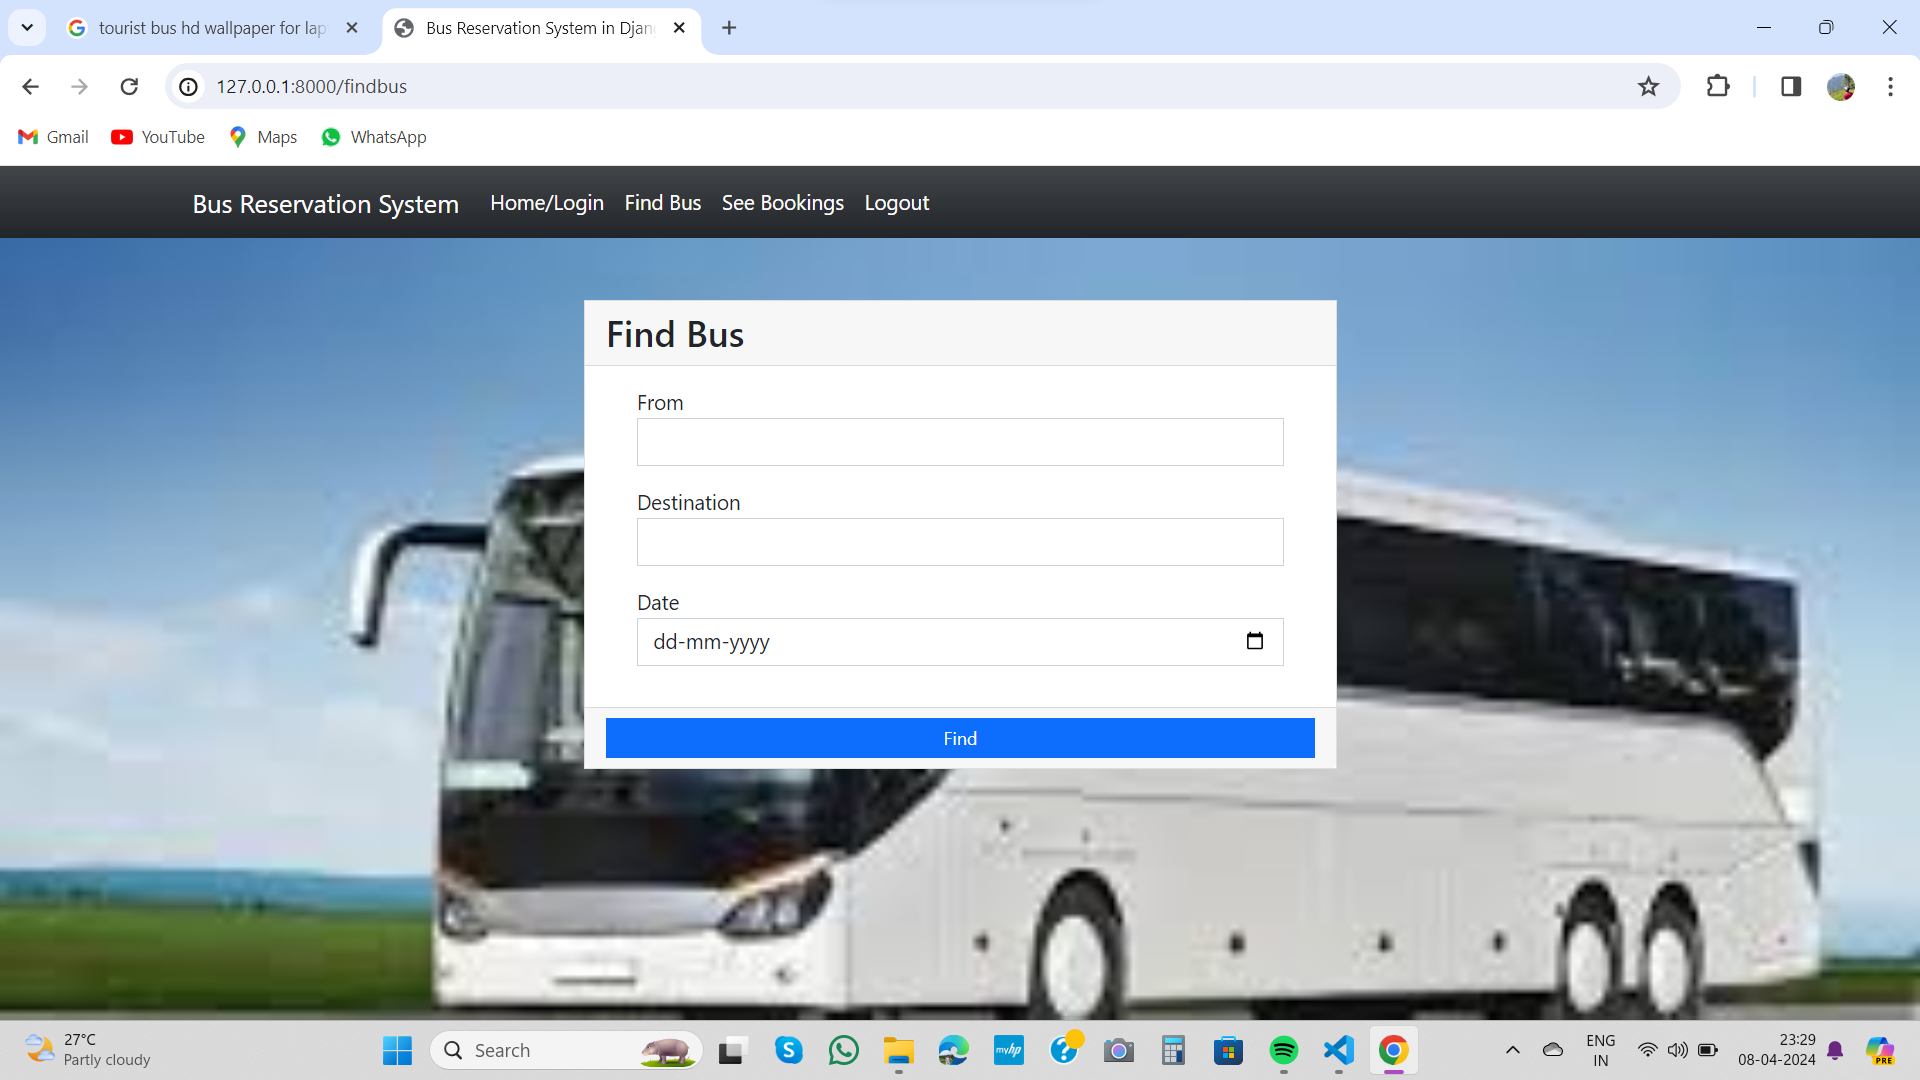 tourist bus hd wallpaper for lap
Bus Reservation System in Djan
127.0.0.1:8000/findbus
Gmail
YouTube
Maps
WhatsApp
Bus Reservation System
Home/Login
Find Bus
See Bookings
Logout
Find Bus
From
Destination
Date
dd-mm-yyyy
Find
27°C
Partly cloudy
Search
myhp
ENG
IN
23:29
08-04-2024
PRE